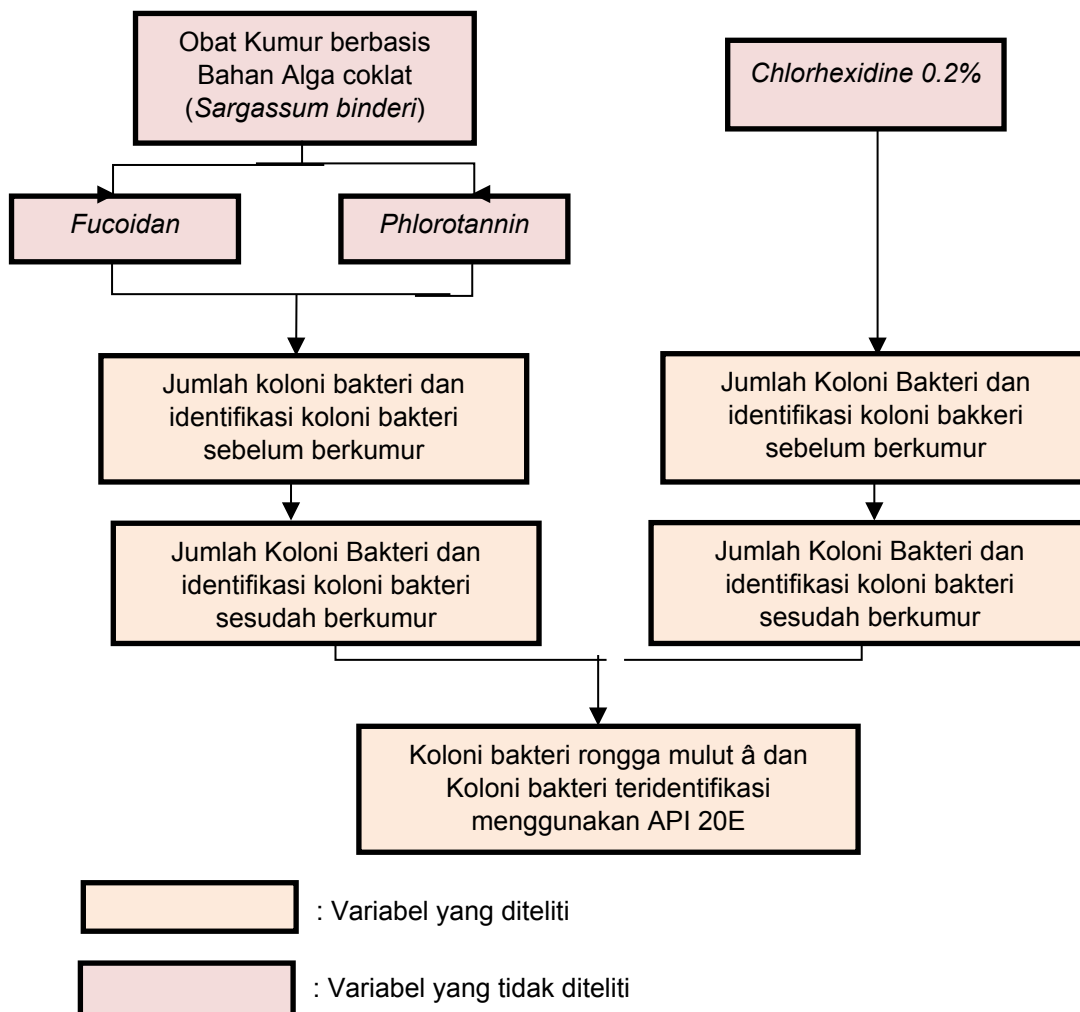 Obat Kumur berbasis
Bahan Alga coklat
(Sargassum binderi)
Chlorhexidine 0.2%
Fucoidan
Phlorotannin
Jumlah koloni bakteri dan
identifikasi koloni bakteri
sebelum berkumur
Jumlah Koloni Bakteri dan
identifikasi koloni bakkeri
sebelum berkumur
Jumlah Koloni Bakteri dan
identifikasi koloni bakteri
sesudah berkumur
Jumlah Koloni Bakteri dan
identifikasi koloni bakteri
sesudah berkumur
Koloni bakteri rongga mulut â dan
Koloni bakteri teridentifikasi
menggunakan API 20E
: Variabel yang diteliti
: Variabel yang tidak diteliti